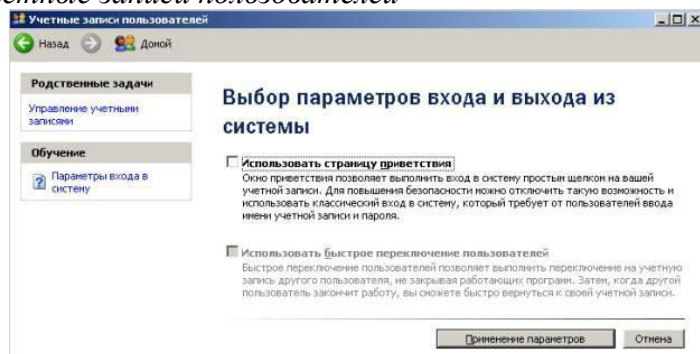 етные записи пользователей
Учетные записи пользователей
Назад
Домой
Родственные задачи
Управление учетными
записями
Обучение
Параметры входа в
систему
Выбор параметров входа и выхода из
системы
Использовать страницу приветствия
Окно приветствия позволяет выполнить вход в систему простым щелчком на вашей
учетной записи. Для повышения безопасности можно отключить такую возможность и
использовать классический вход в систему, который требует от пользователей ввода
имени учетной записи и пароля.
Использовать быстрое переключение пользователей
Быстрое переключение пользователей позволяет выполнить переключение на учетную
запись другого пользователя, не закрывая работающих программ. Затем, когда другой
пользователь закончит работу, вы сможете быстро вернуться к своей учетной записи.
Применение параметров
Отмена